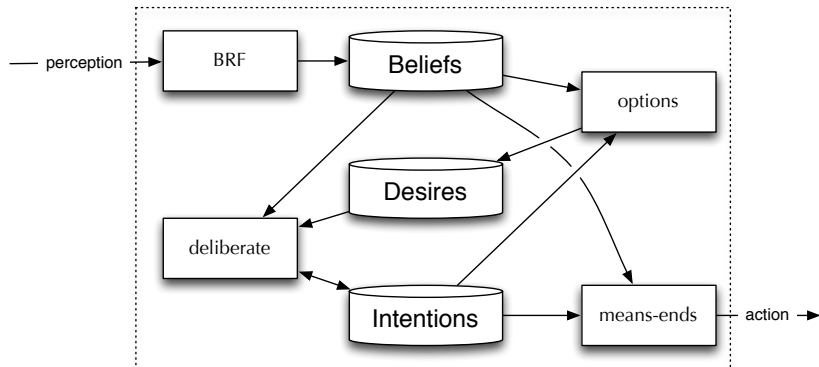 perception
BRF
Beliefs
options
Desires
deliberate
Intentions
means-ends
action